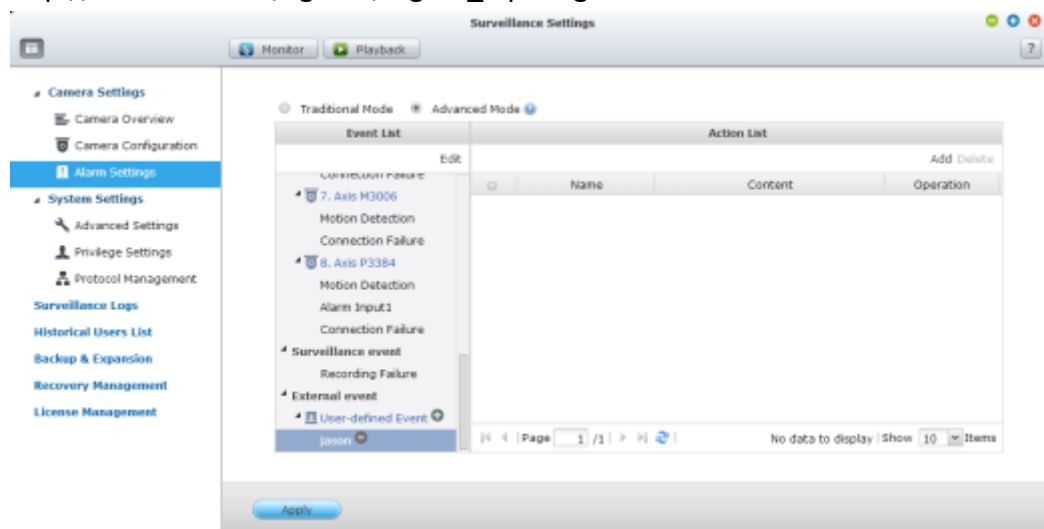 Surveillance Settings
Monitor Playback ?
Camera Settings
Camera Overview
Camera Configuration
Alarm Settings
System Settings
Advanced Settings
Privilege Settings
Protocol Management
Surveillance Logs
Historical Users List
Backup & Expansion
Recovery Management
License Management
Traditional Mode Advanced Mode
Event List
Edit
Connection Failure
7. Axis M3006
Motion Detection
Connection Failure
8. Axis P3384
Motion Detection
Alarm Input1
Connection Failure
Surveillance event
Recording Failure
External event
User-defined Event
jason
Action List
Add Delete
Name Content Operation
Page 1 /1 No data to display Show 10 Items
Apply